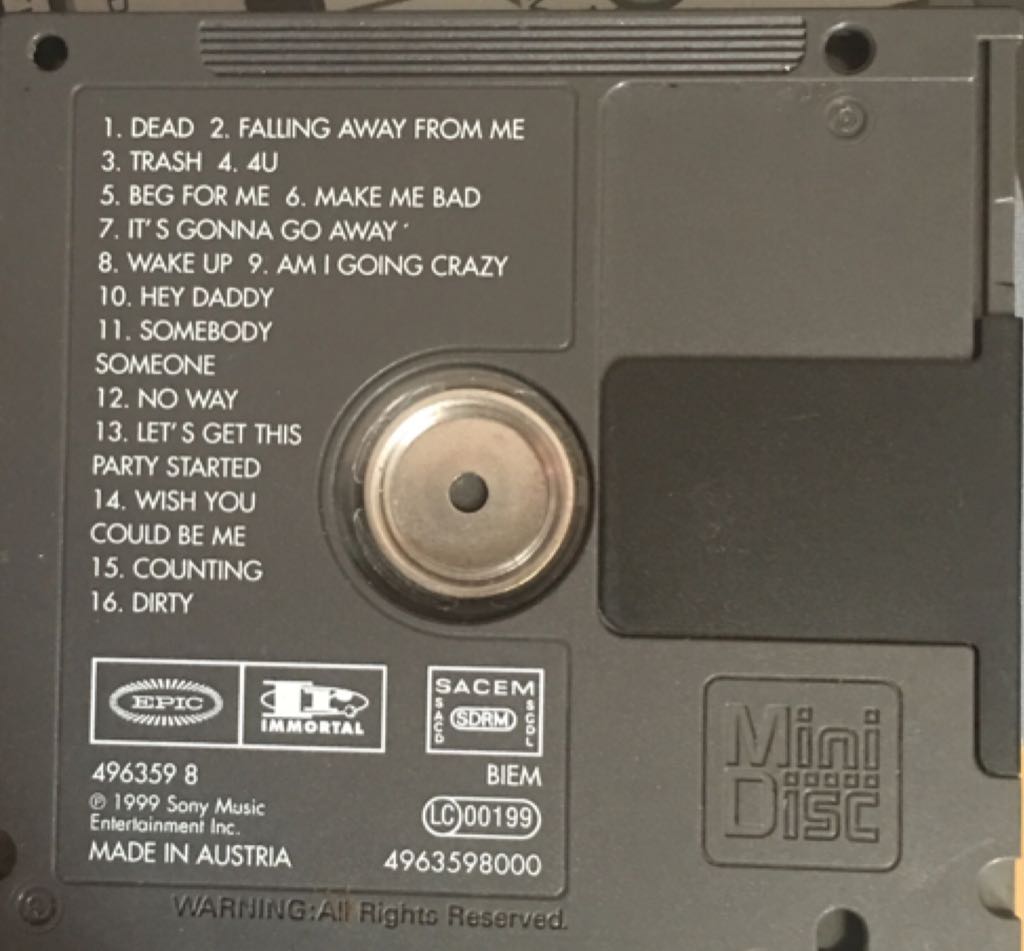 1. DEAD 2. FALLING AWAY FROM ME
3. TRASH 4. 4U
5. BEG FOR ME 6. MAKE ME BAD
7. IT'S GONNA GO AWAY
8. WAKE UP 9. AM I GOING CRAZY
10. HEY DADDY
11. SOMEBODY
SOMEONE
12. NO WAY
13. LET'S GET THIS
PARTY STARTED
14. WISH YOU
COULD BE ME
15. COUNTING
16. DIRTY
EPIC
IMMORTAL
SACEM
SACD
SDRM
SCDL
496359 8
BIEM
℗ 1999 Sony Music
Entertainment Inc.
LC 00199
MADE IN AUSTRIA
4963598000
Mini
Disc
WARNING:All Rights Reserved.